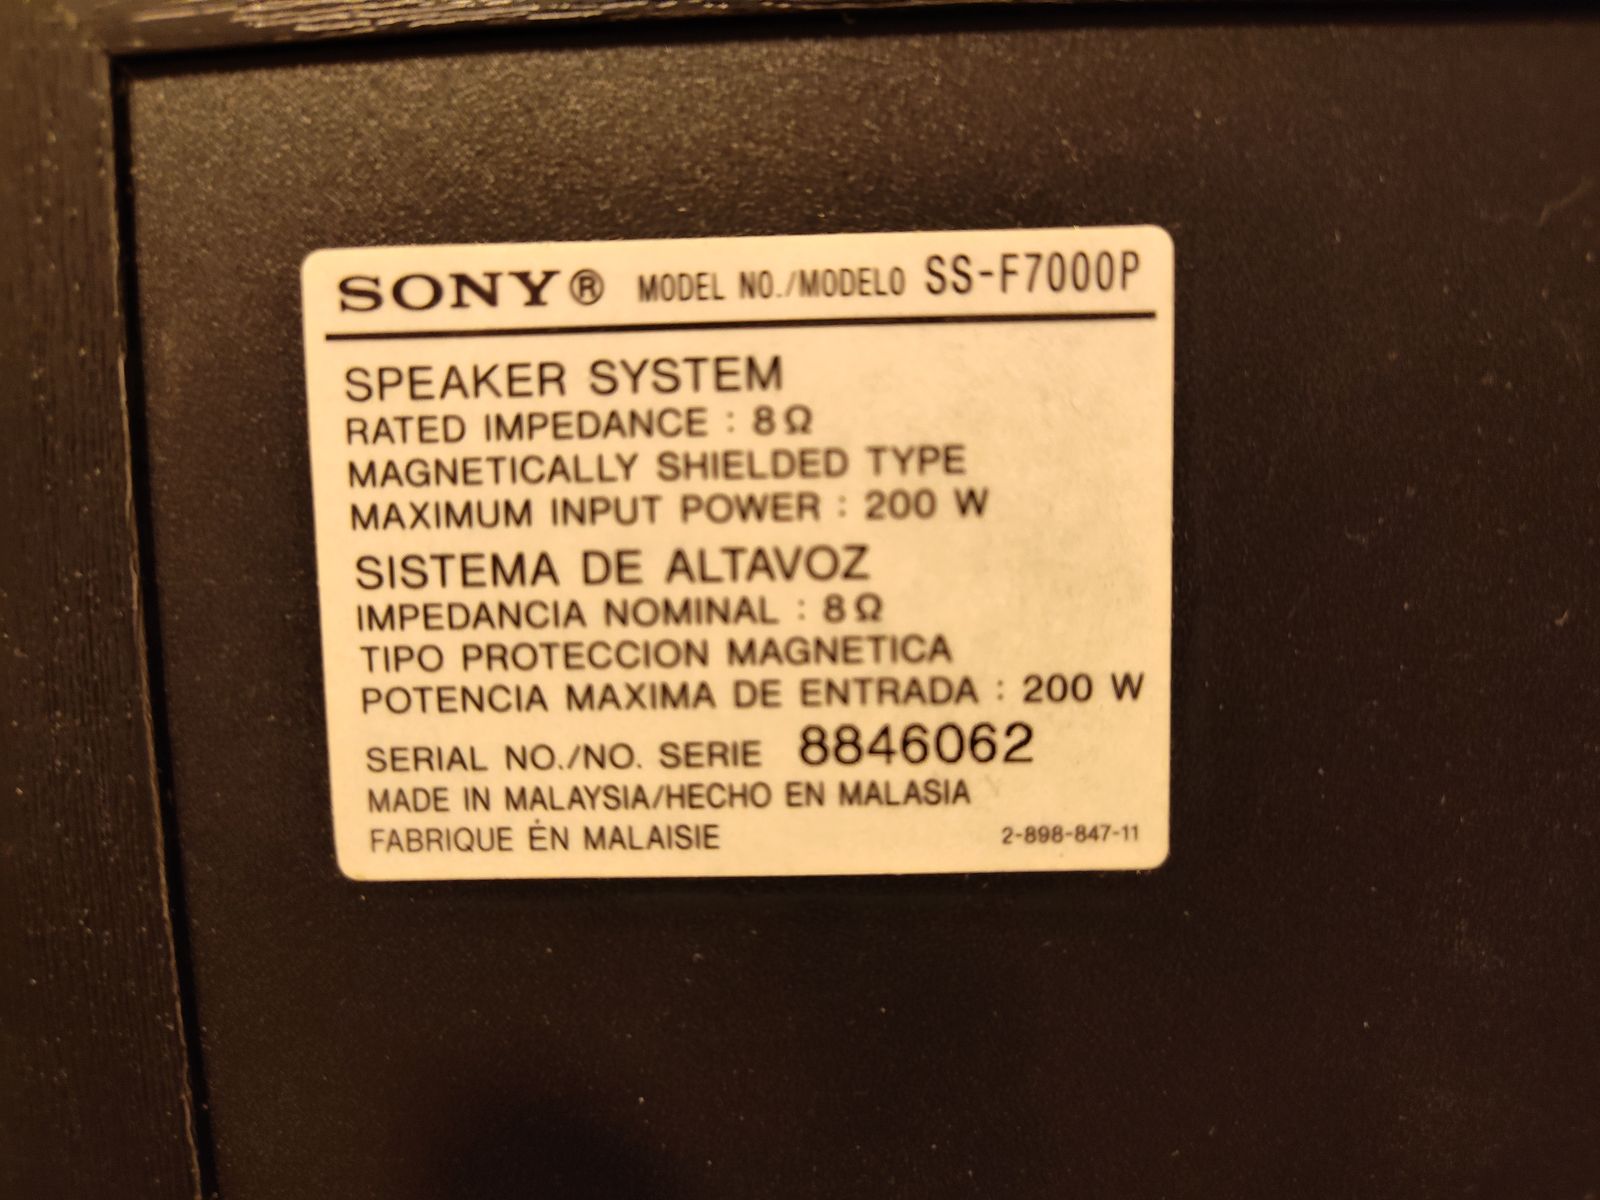 SONY® MODEL NO./MODELO SS-F7000P
SPEAKER SYSTEM
RATED IMPEDANCE : 8Ω
MAGNETICALLY SHIELDED TYPE
MAXIMUM INPUT POWER : 200 W
SISTEMA DE ALTAVOZ
IMPEDANCIA NOMINAL : 8Ω
TIPO PROTECCION MAGNETICA
POTENCIA MAXIMA DE ENTRADA : 200 W
SERIAL NO./NO. SERIE 8846062
MADE IN MALAYSIA/HECHO EN MALASIA
FABRIQUE EN MALAISIE 2-898-847-11